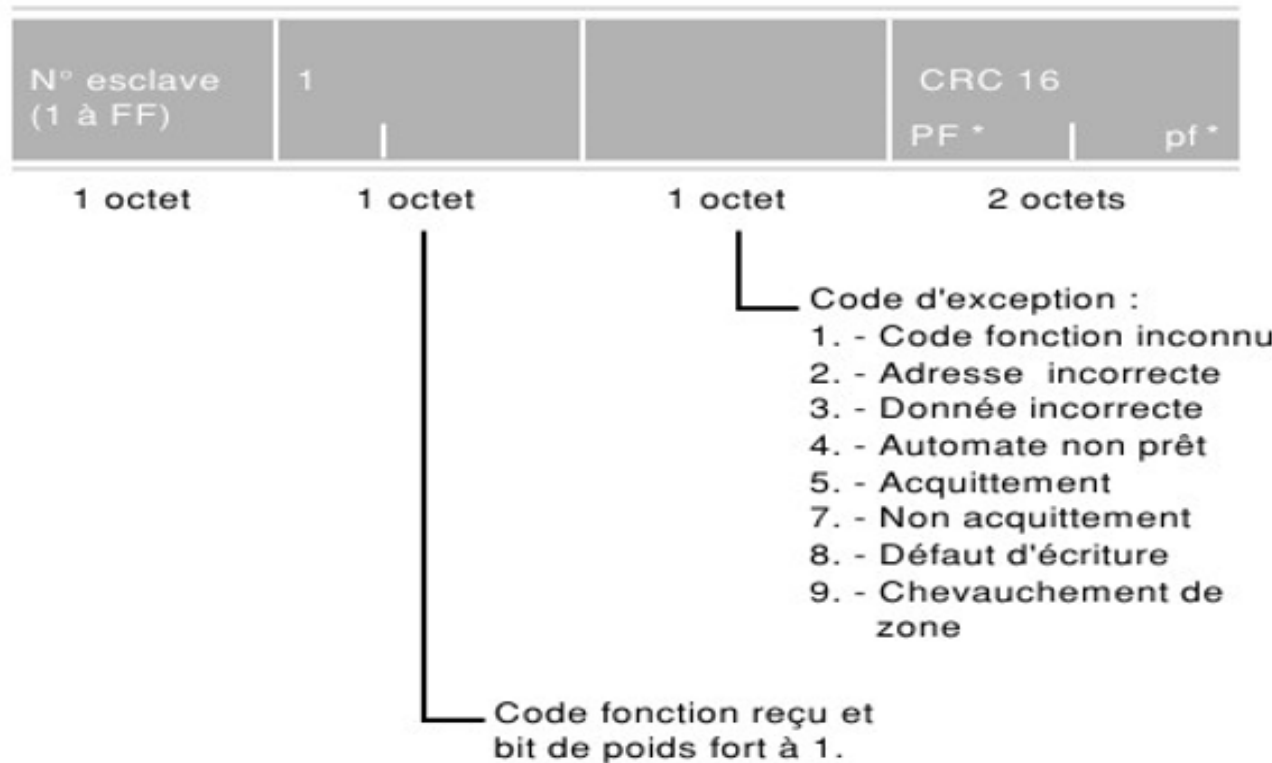 N° esclave
(1 à FF)
1
CRC 16
PF *
pf *
1 octet
1 octet
1 octet
2 octets
Code d'exception :
1. - Code fonction inconnu
2. - Adresse incorrecte
3. - Donnée incorrecte
4. - Automate non prêt
5. - Acquittement
7. - Non acquittement
8. - Défaut d'écriture
9. - Chevauchement de
zone
Code fonction reçu et
bit de poids fort à 1.